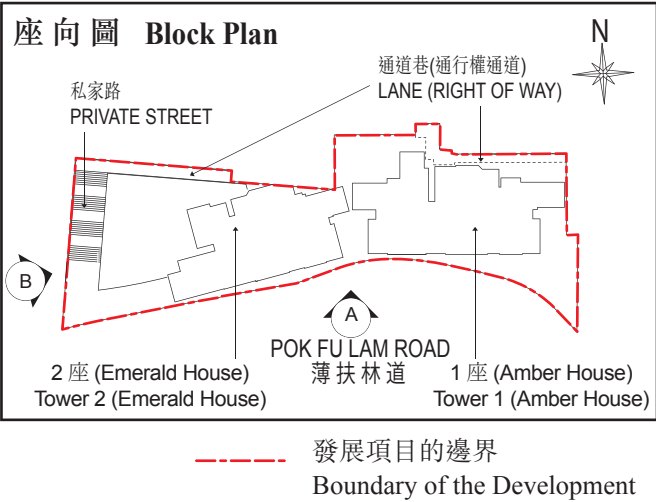 座向圖 Block Plan
N
通道巷(通行權通道)
LANE (RIGHT OF WAY)
私家路
PRIVATE STREET
B
A
POK FU LAM ROAD
薄扶林道
2 座 (Emerald House)
Tower 2 (Emerald House)
1 座 (Amber House)
Tower 1 (Amber House)
發展項目的邊界
Boundary of the Development